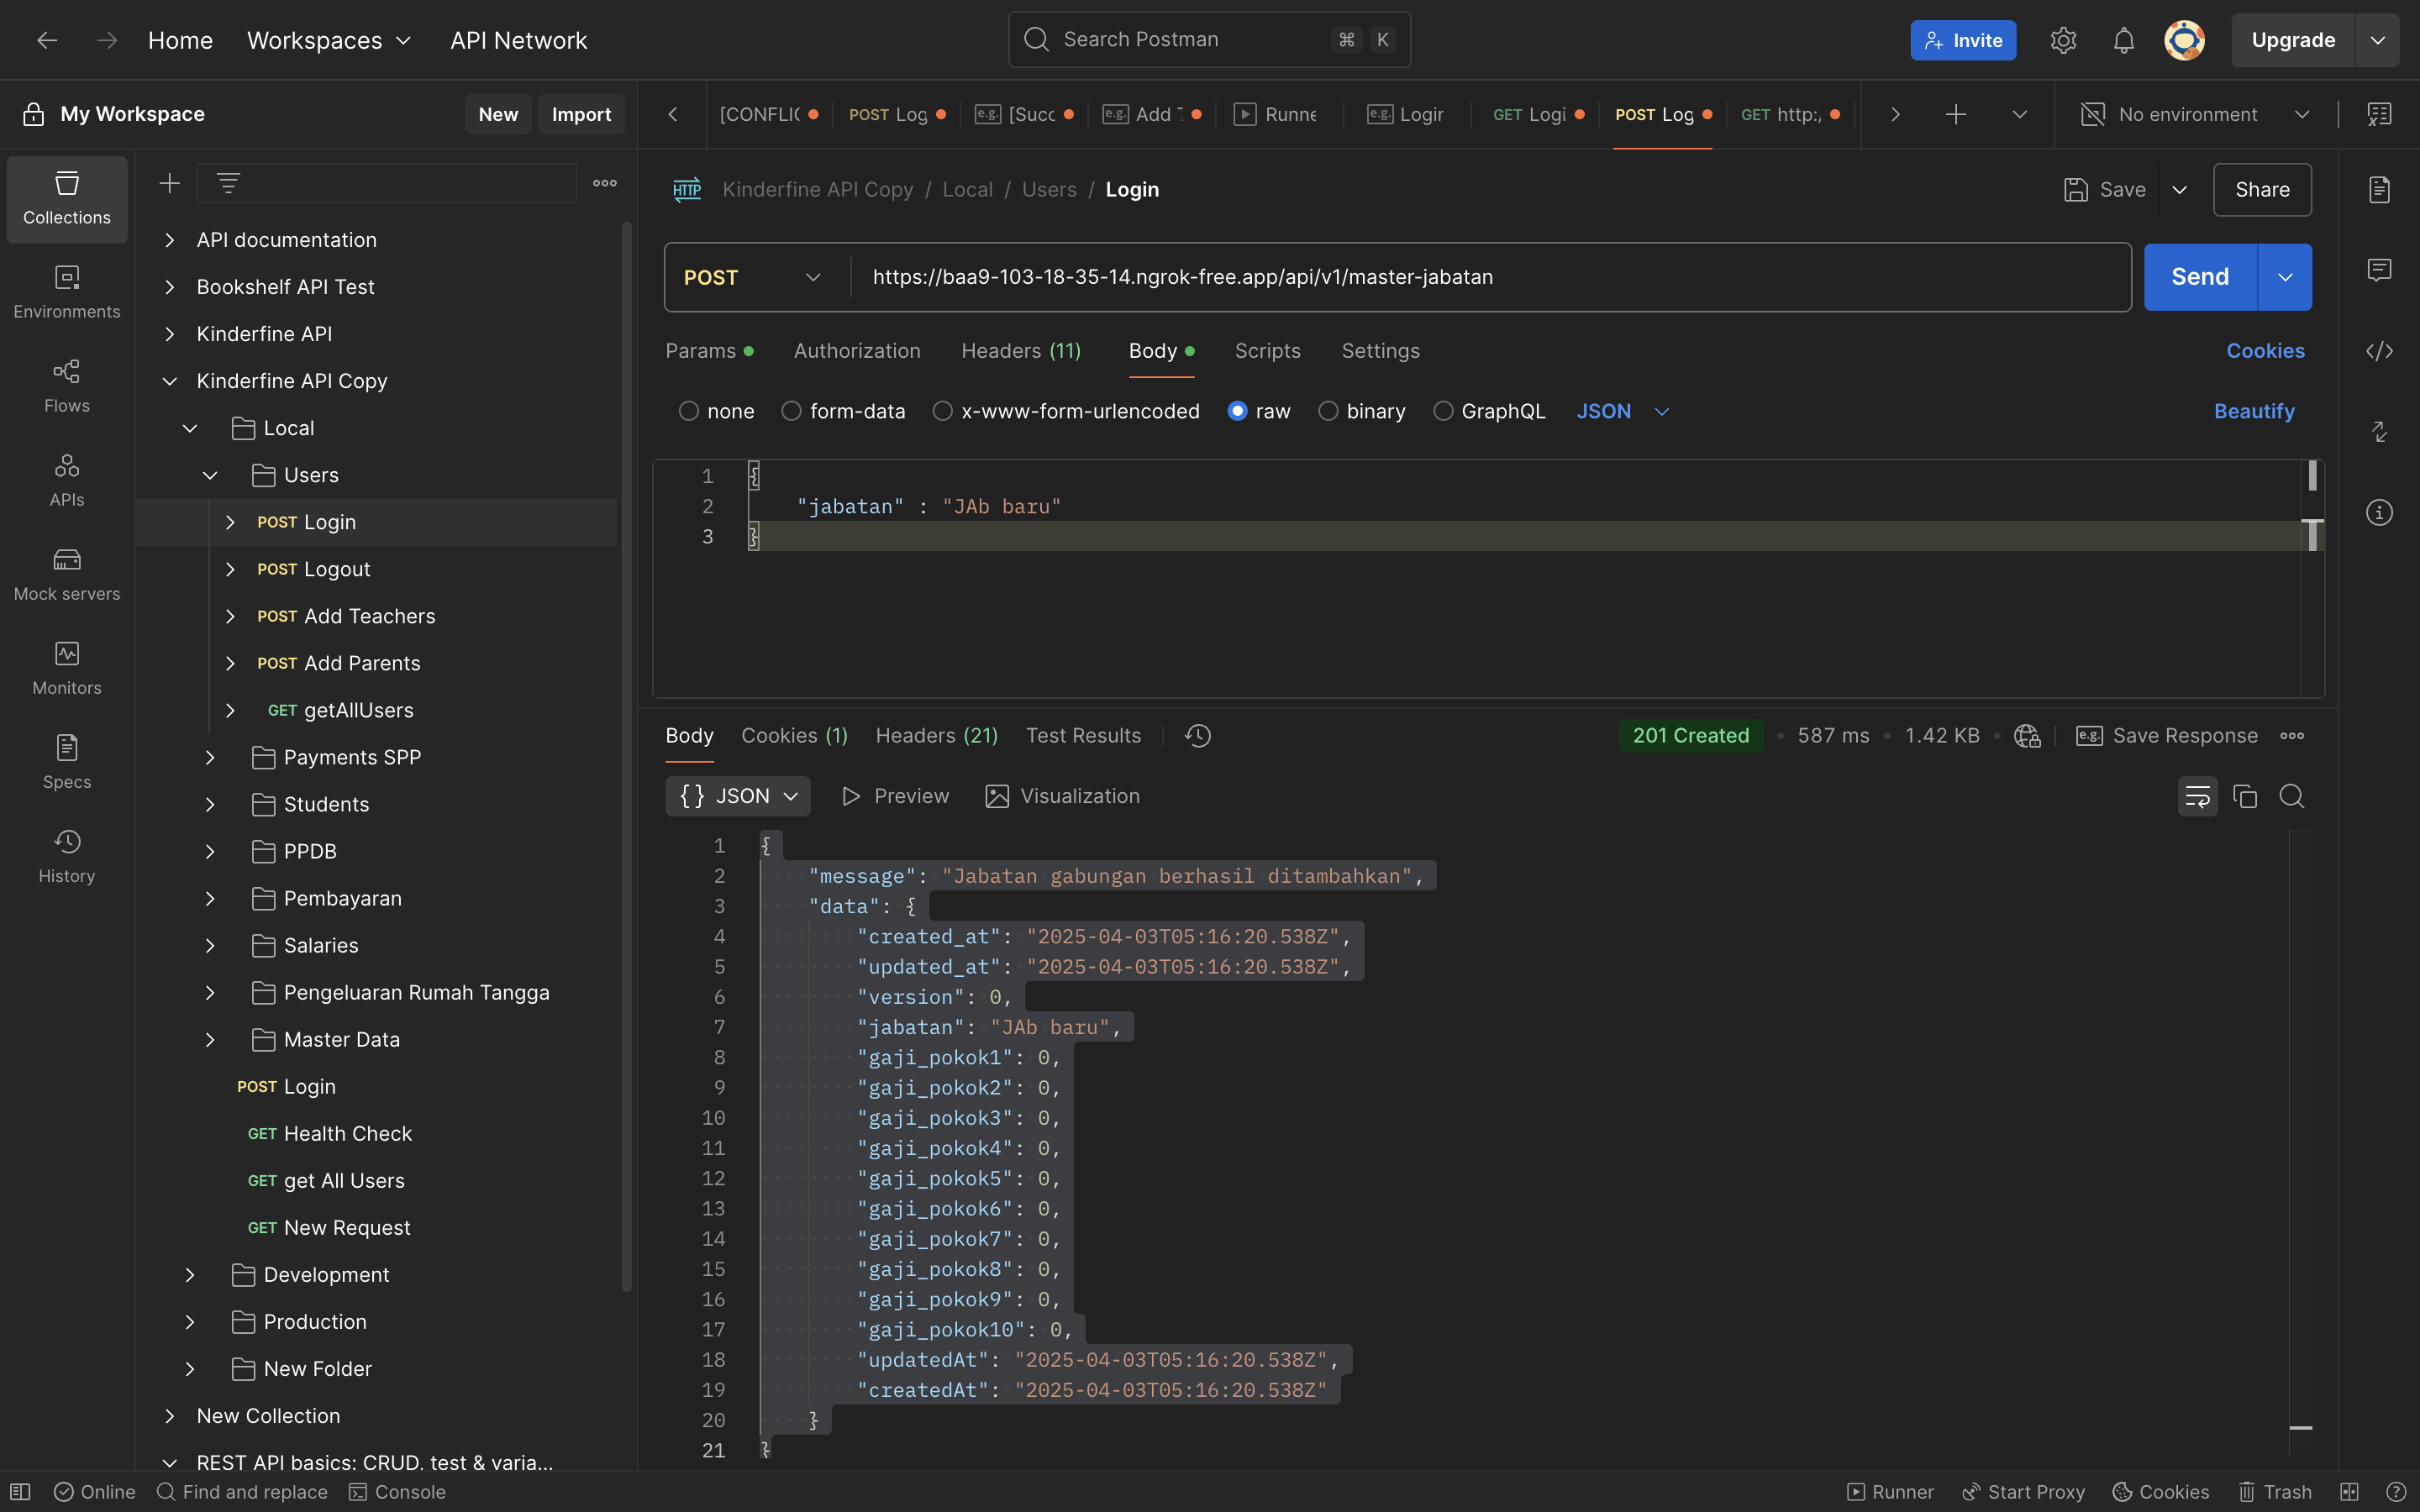 Home Workspaces API Network
Search Postman ⌘ K
Invite Upgrade
My Workspace New Import
[CONFLIC POST Log e.g. [Succ e.g. Add T Runne e.g. Login GET Logi POST Log GET http:/ No environment
Collections
Environments
Flows
APIs
Mock servers
Monitors
Specs
History
API documentation
Bookshelf API Test
Kinderfine API
Kinderfine API Copy
Local
Users
POST Login
POST Logout
POST Add Teachers
POST Add Parents
GET getAllUsers
Payments SPP
Students
PPDB
Pembayaran
Salaries
Pengeluaran Rumah Tangga
Master Data
POST Login
GET Health Check
GET get All Users
GET New Request
Development
Production
New Folder
New Collection
REST API basics: CRUD, test & varia...
HTTP Kinderfine API Copy / Local / Users / Login
Save Share
POST https://baa9-103-18-35-14.ngrok-free.app/api/v1/master-jabatan Send
Params Authorization Headers (11) Body Scripts Settings Cookies
none form-data x-www-form-urlencoded raw binary GraphQL JSON Beautify
1 {
2 "jabatan" : "JAb baru"
3 }
Body Cookies (1) Headers (21) Test Results 201 Created 587 ms 1.42 KB e.g. Save Response
{} JSON Preview Visualization
1 {
2 "message": "Jabatan gabungan berhasil ditambahkan",
3 "data": {
4 "created_at": "2025-04-03T05:16:20.538Z",
5 "updated_at": "2025-04-03T05:16:20.538Z",
6 "version": 0,
7 "jabatan": "JAb baru",
8 "gaji_pokok1": 0,
9 "gaji_pokok2": 0,
10 "gaji_pokok3": 0,
11 "gaji_pokok4": 0,
12 "gaji_pokok5": 0,
13 "gaji_pokok6": 0,
14 "gaji_pokok7": 0,
15 "gaji_pokok8": 0,
16 "gaji_pokok9": 0,
17 "gaji_pokok10": 0,
18 "updatedAt": "2025-04-03T05:16:20.538Z",
19 "createdAt": "2025-04-03T05:16:20.538Z"
20 }
21 }
Online Find and replace Console
Runner Start Proxy Cookies Trash